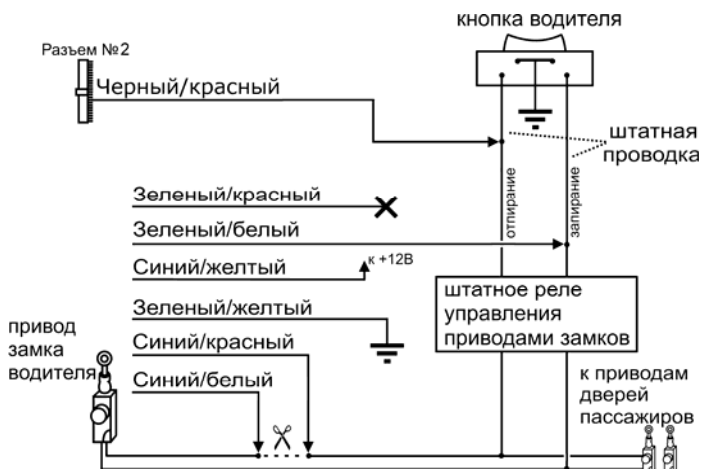 кнопка водителя
Разъем №2
Черный/красный
штатная
проводка
отпирание
запирание
Зеленый/красный
Зеленый/белый
Синий/желтый
к +12В
Зеленый/желтый
Синий/красный
Синий/белый
штатное реле
управления
приводами замков
привод
замка
водителя
к приводам
дверей
пассажиров